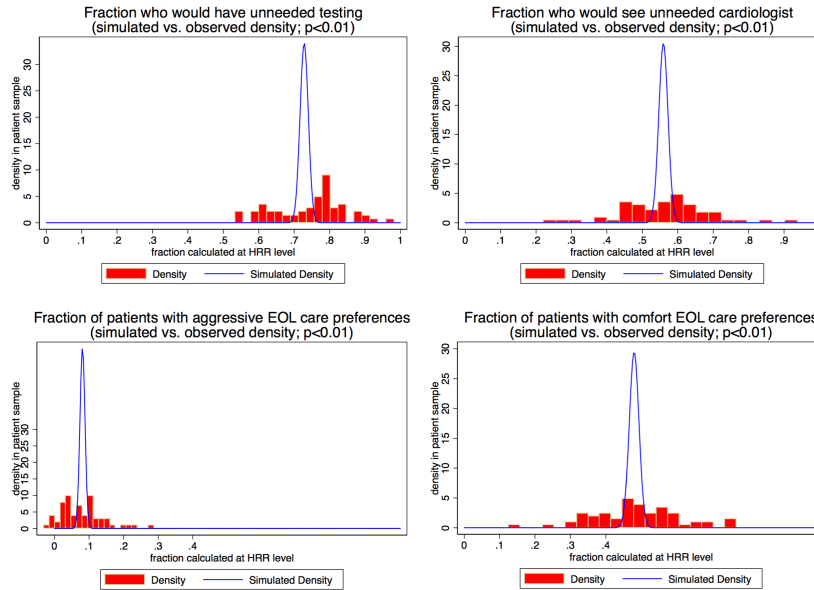 Fraction who would have unneeded testing
(simulated vs. observed density; p<0.01)
density in patient sample
0 5 10 15 20 25 30
0 .1 .2 .3 .4 .5 .6 .7 .8 .9 1
fraction calculated at HRR level
Density Simulated Density
Fraction who would see unneeded cardiologist
(simulated vs. observed density; p<0.01)
density in patient sample
0 5 10 15 20 25 30
0 .1 .2 .3 .4 .5 .6 .7 .8 .9
fraction calculated at HRR level
Density Simulated Density
Fraction of patients with aggressive EOL care preferences
(simulated vs. observed density; p<0.01)
density in patient sample
0 5 10 15 20 25 30
0 .1 .2 .3 .4
fraction calculated at HRR level
Density Simulated Density
Fraction of patients with comfort EOL care preferences
(simulated vs. observed density; p<0.01)
density in patient sample
0 5 10 15 20 25 30
0 .1 .2 .3 .4
fraction calculated at HRR level
Density Simulated Density